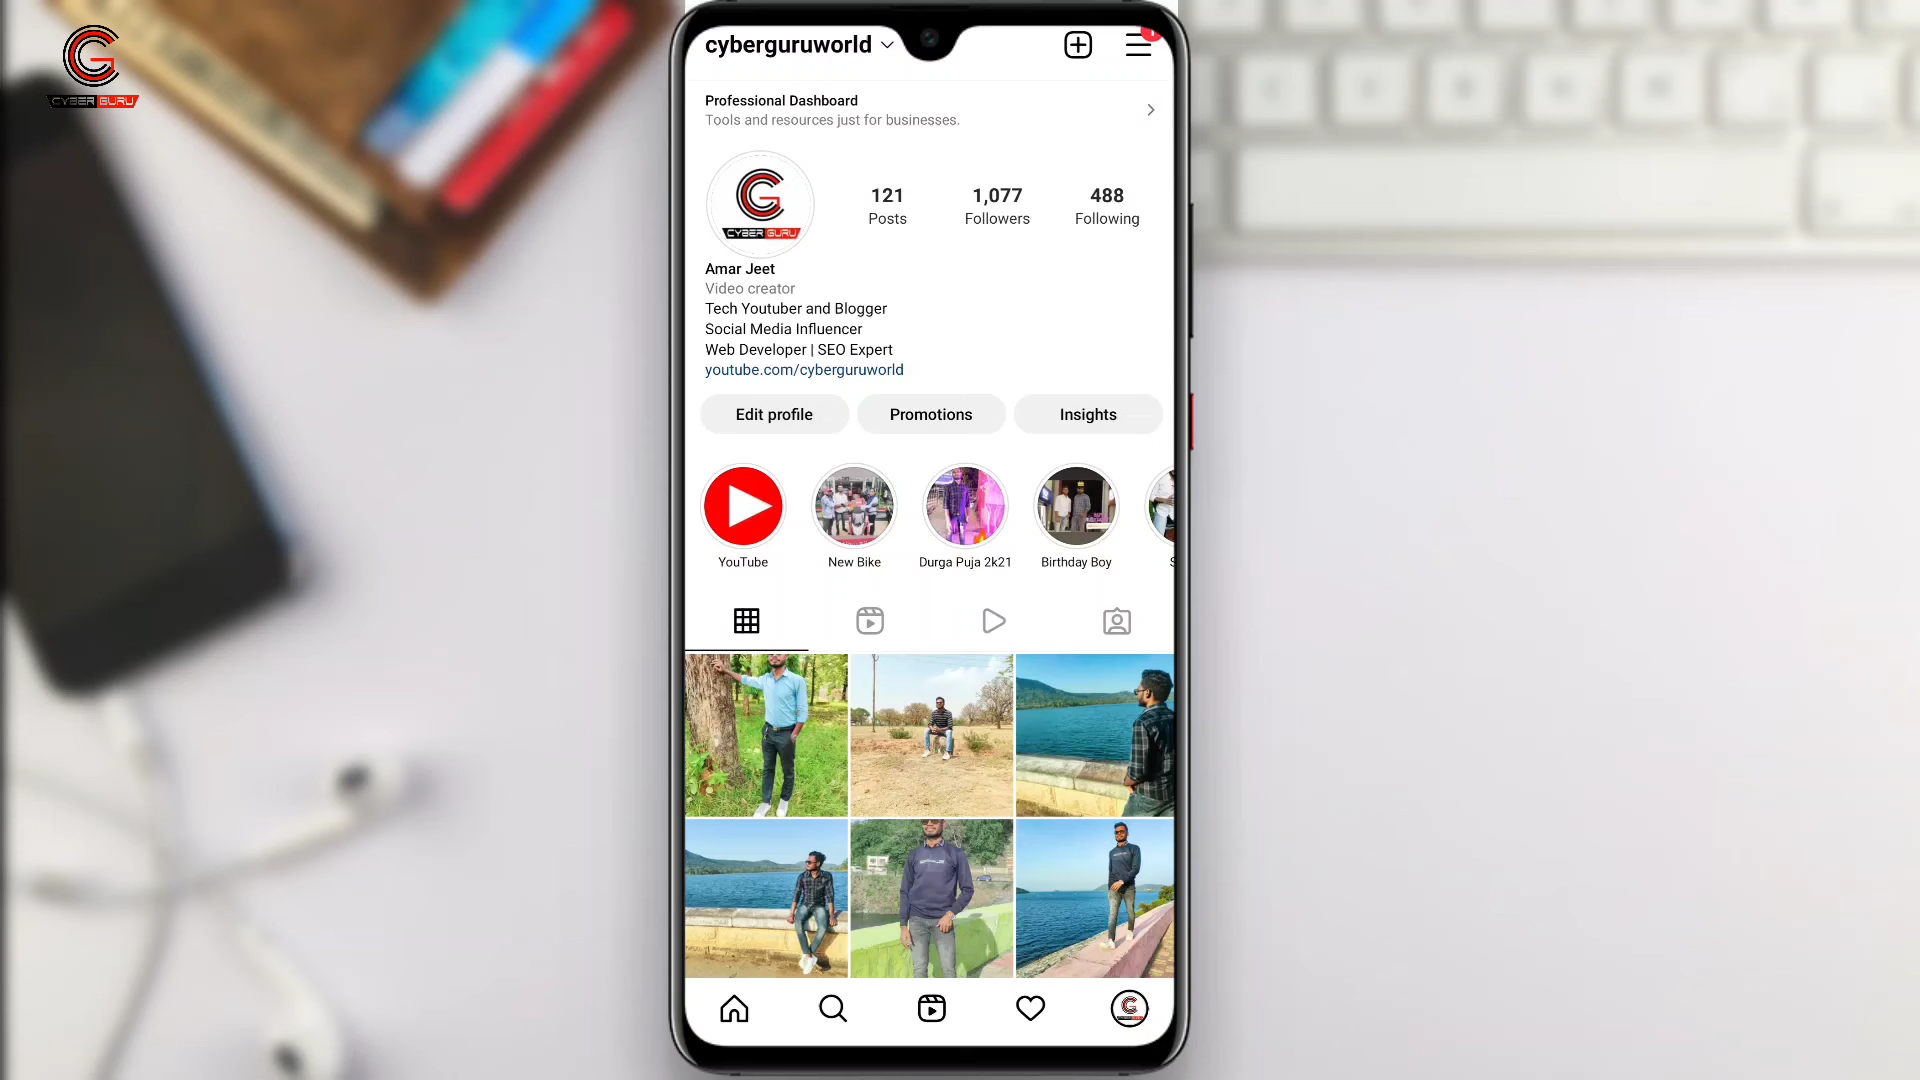 CYBER GURU
cyberguruworld
1
Professional Dashboard
Tools and resources just for businesses.
CYBER GURU
121
Posts
1,077
Followers
488
Following
Amar Jeet
Video creator
Tech Youtuber and Blogger
Social Media Influencer
Web Developer | SEO Expert
youtube.com/cyberguruworld
Edit profile
Promotions
Insights
YouTube
New Bike
Durga Puja 2k21
Birthday Boy
S